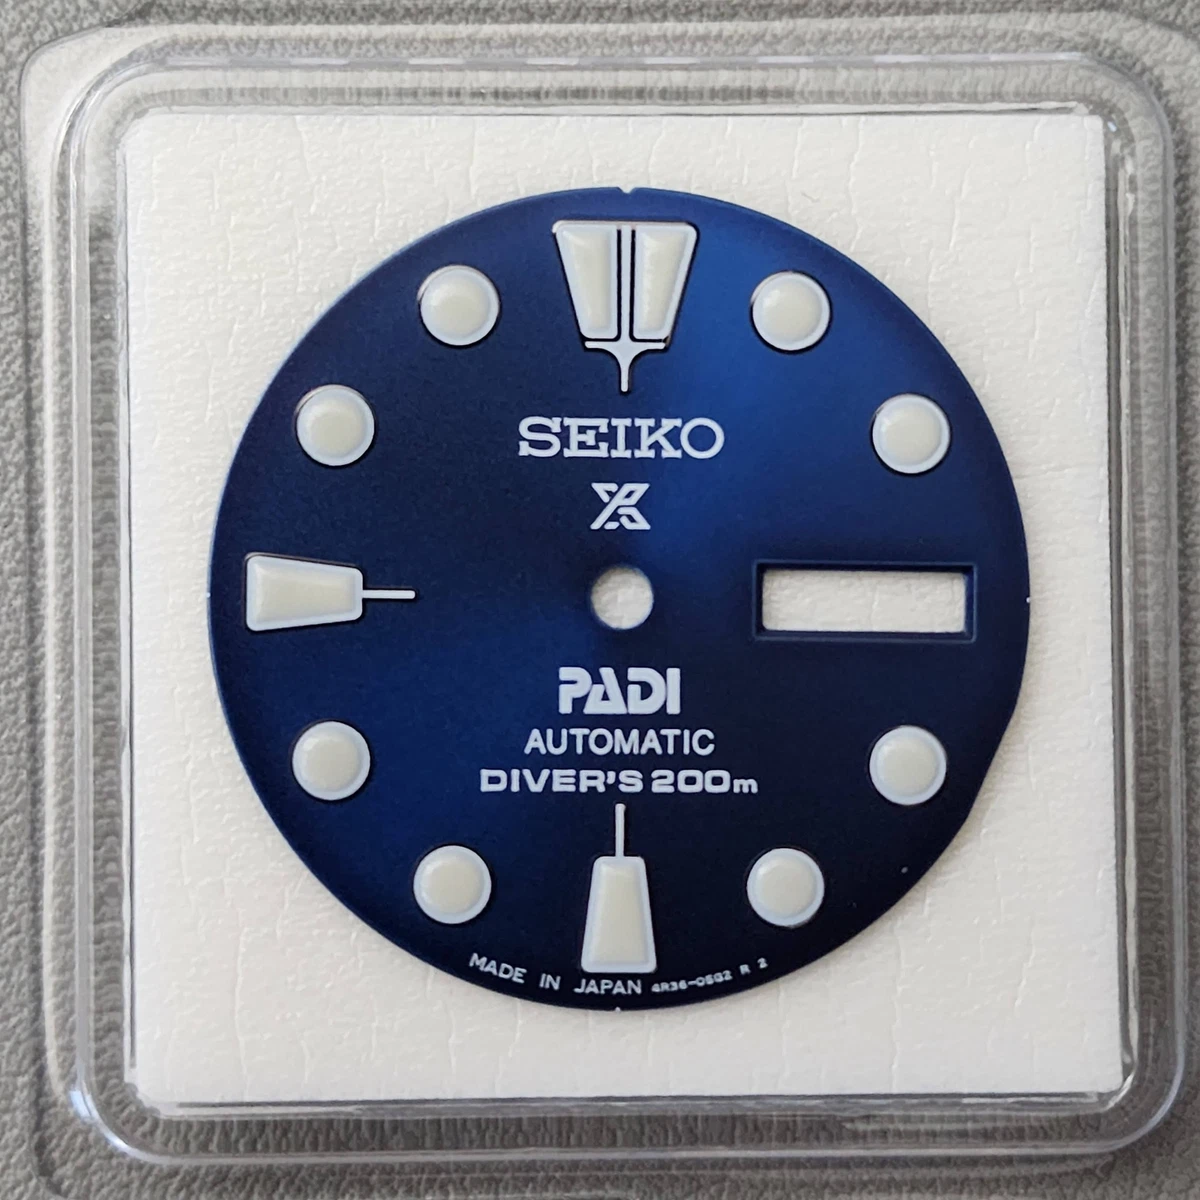 SEIKO
X
PADI
AUTOMATIC
DIVER'S 200m
MADE IN JAPAN 4R36-05G2 R 2